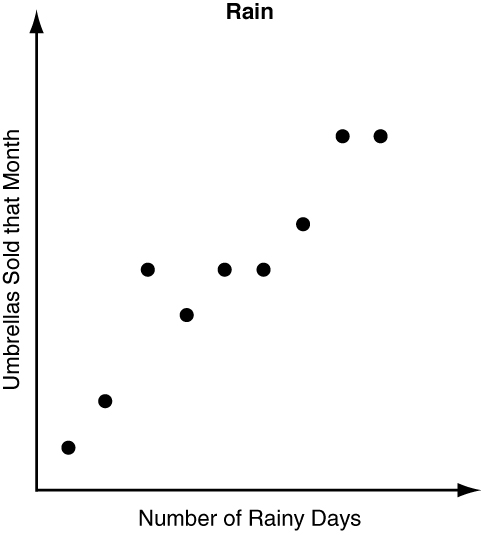 Rain
Umbrellas Sold that Month
Number of Rainy Days